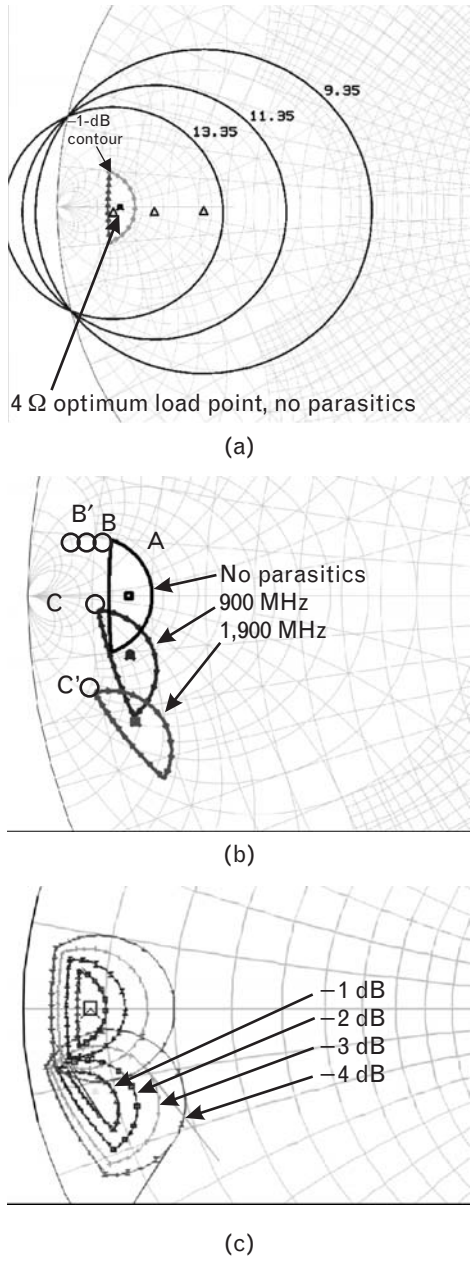 9.35
11.35
13.35
−1-dB
contour
4 Ω optimum load point, no parasitics
(a)
B′
B
A
No parasitics
C
900 MHz
1,900 MHz
C'
(b)
−1 dB
−2 dB
−3 dB
−4 dB
(c)